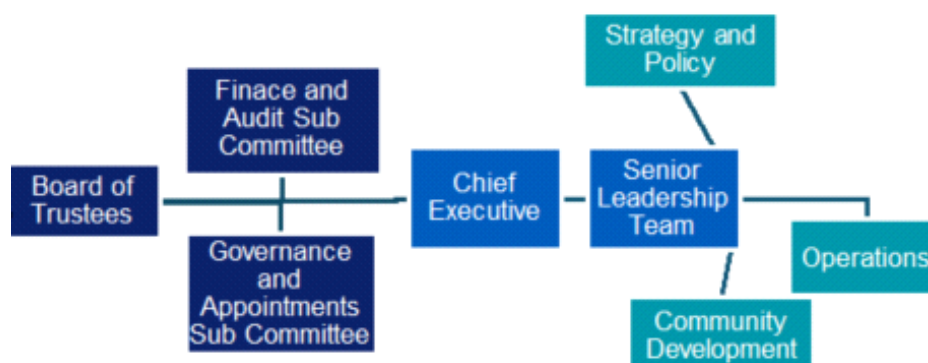 Strategy and
Policy
Finace and
Audit Sub
Committee
Board of
Trustees
Chief
Executive
Senior
Leadership
Team
Governance
and
Appointments
Sub Committee
Operations
Community
Development